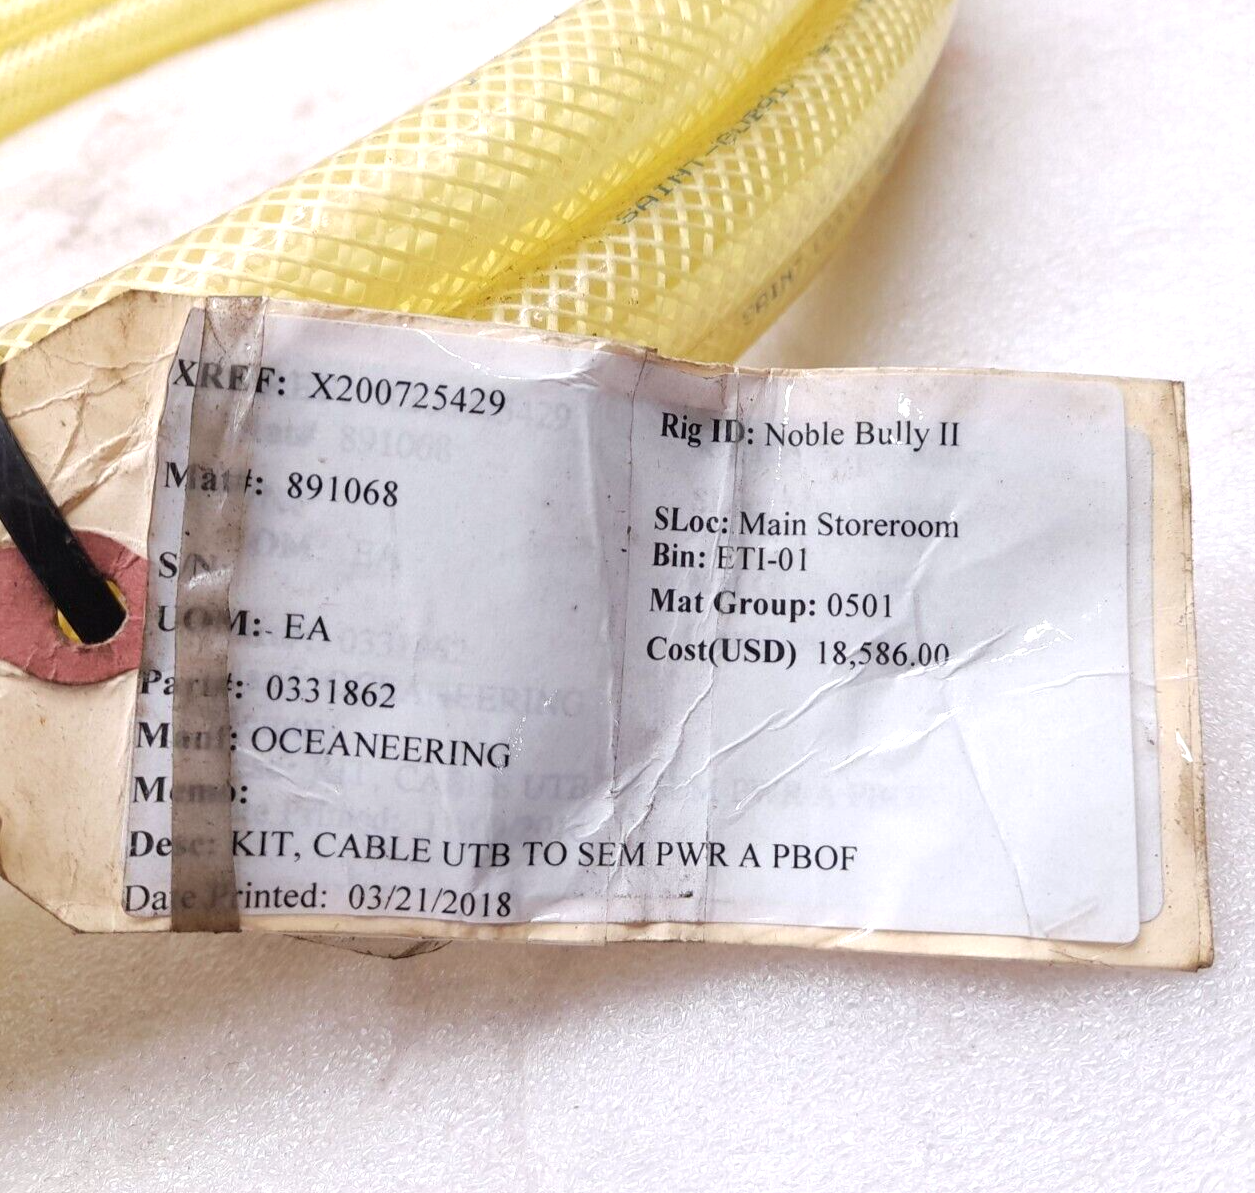 SAINT-GOBAIN
SAINT
XREF: X200725429
Mat#: 891068
S/N
UOM: EA
Part#: 0331862
Manf: OCEANEERING
Memo:
Desc: KIT, CABLE UTB TO SEM PWR A PBOF
Date Printed: 03/21/2018
Rig ID: Noble Bully II
SLoc: Main Storeroom
Bin: ETI-01
Mat Group: 0501
Cost(USD) 18,586.00